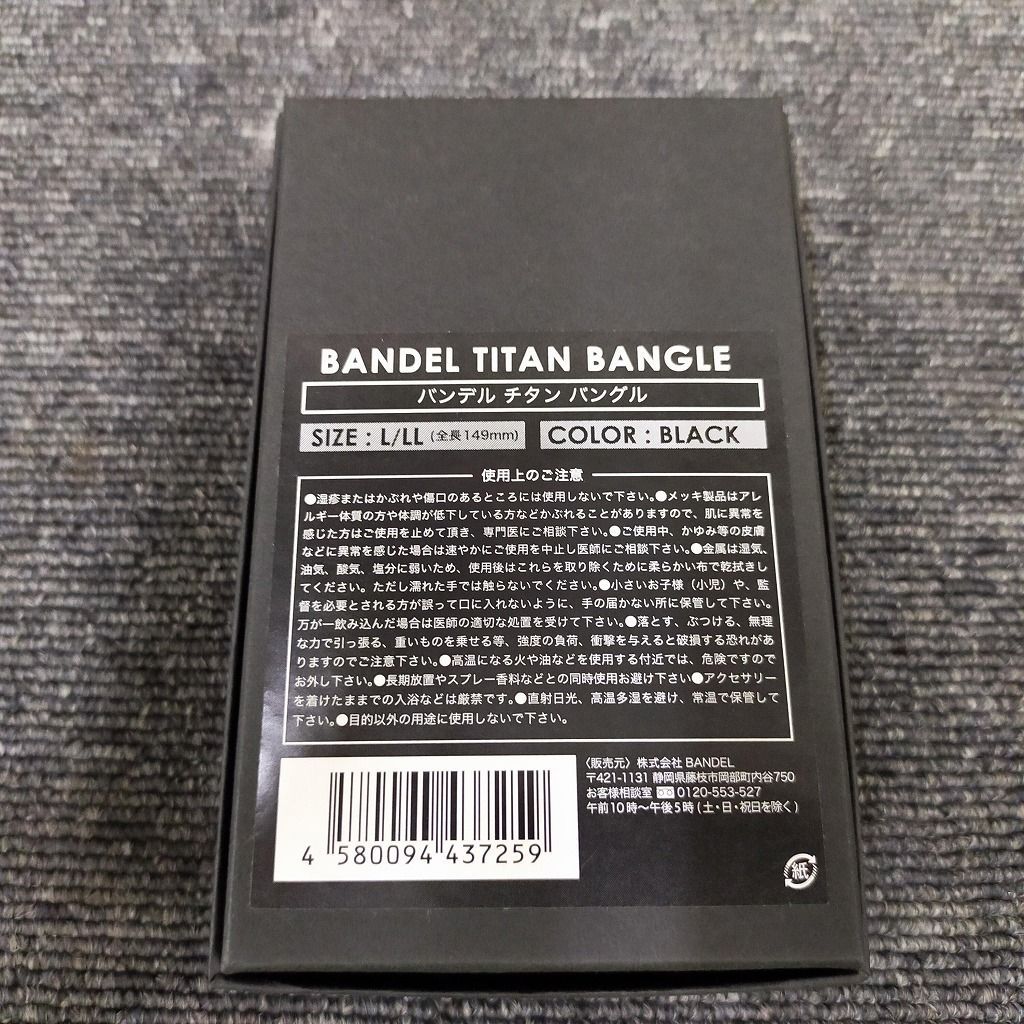 BANDEL TITAN BANGLE
バンデル チタン バングル
SIZE : L/LL (全長149mm)
COLOR : BLACK
使用上のご注意
●湿疹またはかぶれや傷口のあるところには使用しないで下さい。●メッキ製品はアレ
ルギー体質の方や体調が低下している方などかぶれることがありますので、肌に異常を
感じた方はご使用を止めて頂き、専門医にご相談下さい。●ご使用中、かゆみ等の皮膚
などに異常を感じた場合は速やかにご使用を中止し医師にご相談下さい。●金属は湿気、
油気、酸気、塩分に弱いため、使用後はこれらを取り除くために柔らかい布で乾拭きし
てください。ただし濡れた手では触らないでください。●小さいお子様（小児）や、監
督を必要とされる方が誤って口に入れないように、手の届かない所に保管して下さい。
万が一飲み込んだ場合は医師の適切な処置を受けて下さい。●落とす、ぶつける、無理
な力で引っ張る、重いものを乗せる等、強度の負荷、衝撃を与えると破損する恐れがあ
りますのでご注意下さい。●高温になる火や油などを使用する付近では、危険ですので
お外し下さい。●長期放置やスプレー香料などとの同時使用お避け下さい●アクセサリー
を着けたままでの入浴などは厳禁です。●直射日光、高温多湿を避け、常温で保管して
下さい。●目的以外の用途に使用しないで下さい。
〈販売元〉株式会社 BANDEL
〒421-1131 静岡県藤枝市岡部町内谷750
お客様相談室 0120-553-527
午前10時～午後5時（土・日・祝日を除く）
4 580094 437259
紙